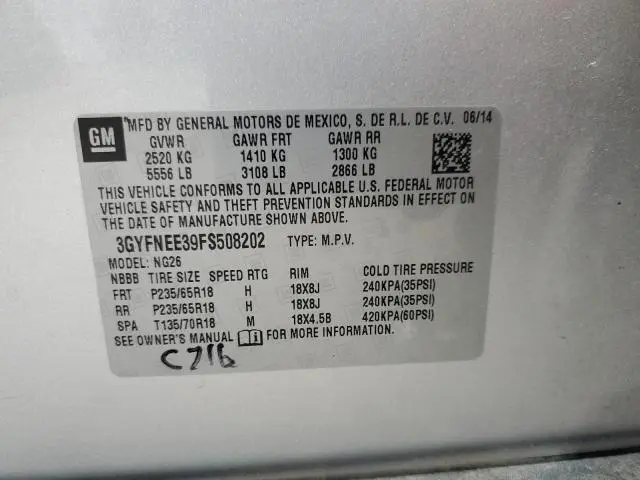 GM
*MFD BY GENERAL MOTORS DE MEXICO, S. DE R.L. DE C.V. 06/14
GVWR GAWR FRT GAWR RR
2520 KG 1410 KG 1300 KG
5556 LB 3108 LB 2866 LB
THIS VEHICLE CONFORMS TO ALL APPLICABLE U.S. FEDERAL MOTOR
VEHICLE SAFETY AND THEFT PREVENTION STANDARDS IN EFFECT ON
THE DATE OF MANUFACTURE SHOWN ABOVE.
3GYFNEE39FS508202 TYPE: M.P.V.
MODEL: NG26
NBBB TIRE SIZE SPEED RTG RIM COLD TIRE PRESSURE
FRT P235/65R18 H 18X8J 240KPA(35PSI)
RR P235/65R18 H 18X8J 240KPA(35PSI)
SPA T135/70R18 M 18X4.5B 420KPA(60PSI)
SEE OWNER'S MANUAL FOR MORE INFORMATION.
C716